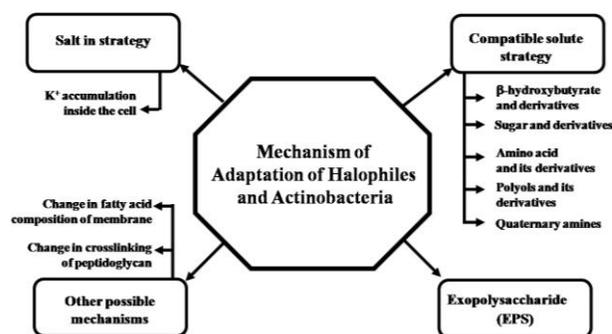 Salt in strategy
K+ accumulation
inside the cell
Compatible solute
strategy
β-hydroxybutyrate
and derivatives
Sugar and derivatives
Amino acid
and its derivatives
Polyols and its
derivatives
Quaternary amines
Mechanism of
Adaptation of Halophiles
and Actinobacteria
Change in fatty acid
composition of membrane
Change in crosslinking
of peptidoglycan
Other possible
mechanisms
Exopolysaccharide
(EPS)